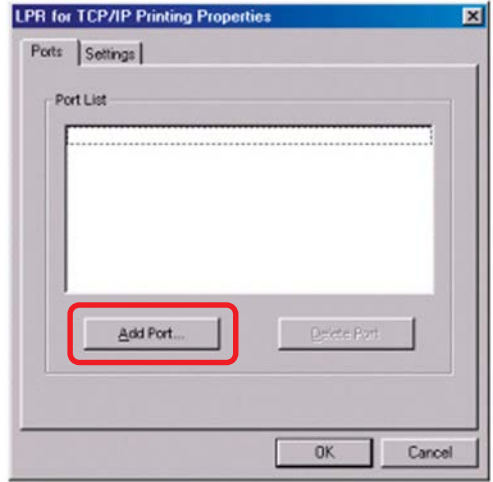 LPR for TCP/IP Printing Properties
Ports
Settings
Port List
Add Port...
Delete Port
OK
Cancel